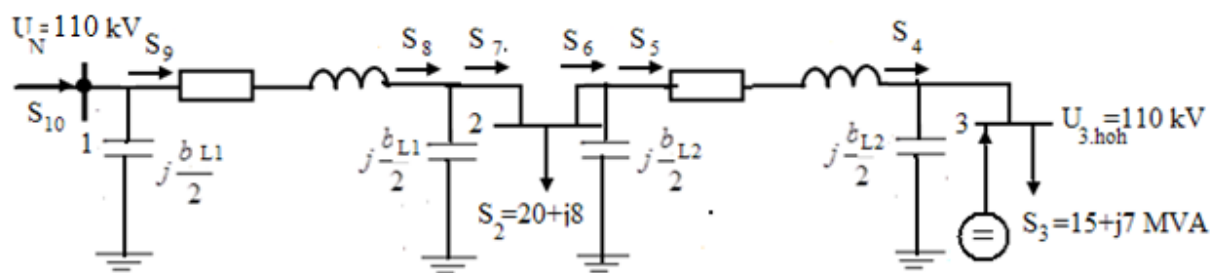 U_N=110 kV
S_9
S_8
S_7.
S_6
S_5
S_4
S_10
1
j b_L1/2
j b_L1/2
2
j b_L2/2
j b_L2/2
3
U_3.hoh=110 kV
S_2=20+j8
S_3=15+j7 MVA
=